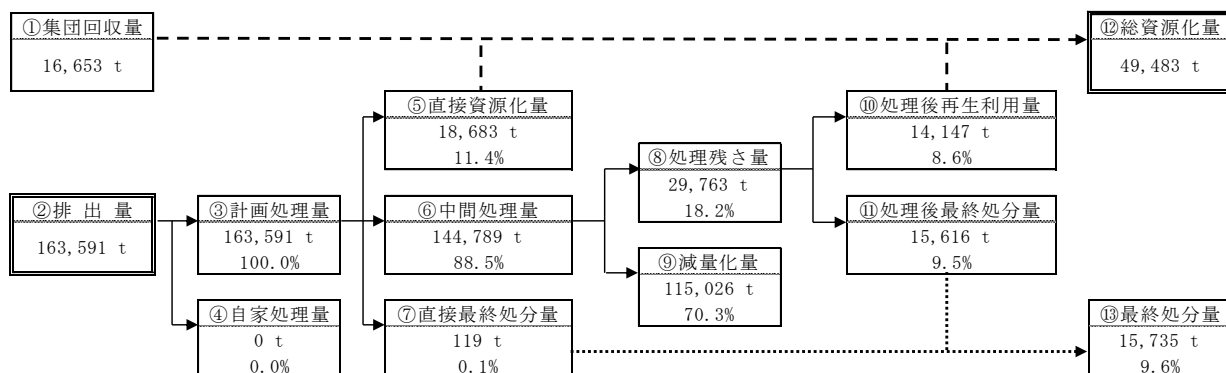 ①集団回収量
16,653 t
⑫総資源化量
49,483 t
⑤直接資源化量
18,683 t
11.4%
⑩処理後再生利用量
14,147 t
8.6%
⑧処理残さ量
29,763 t
18.2%
②排 出 量
163,591 t
③計画処理量
163,591 t
100.0%
⑥中間処理量
144,789 t
88.5%
⑪処理後最終処分量
15,616 t
9.5%
⑨減量化量
115,026 t
70.3%
④自家処理量
0 t
0.0%
⑦直接最終処分量
119 t
0.1%
⑬最終処分量
15,735 t
9.6%